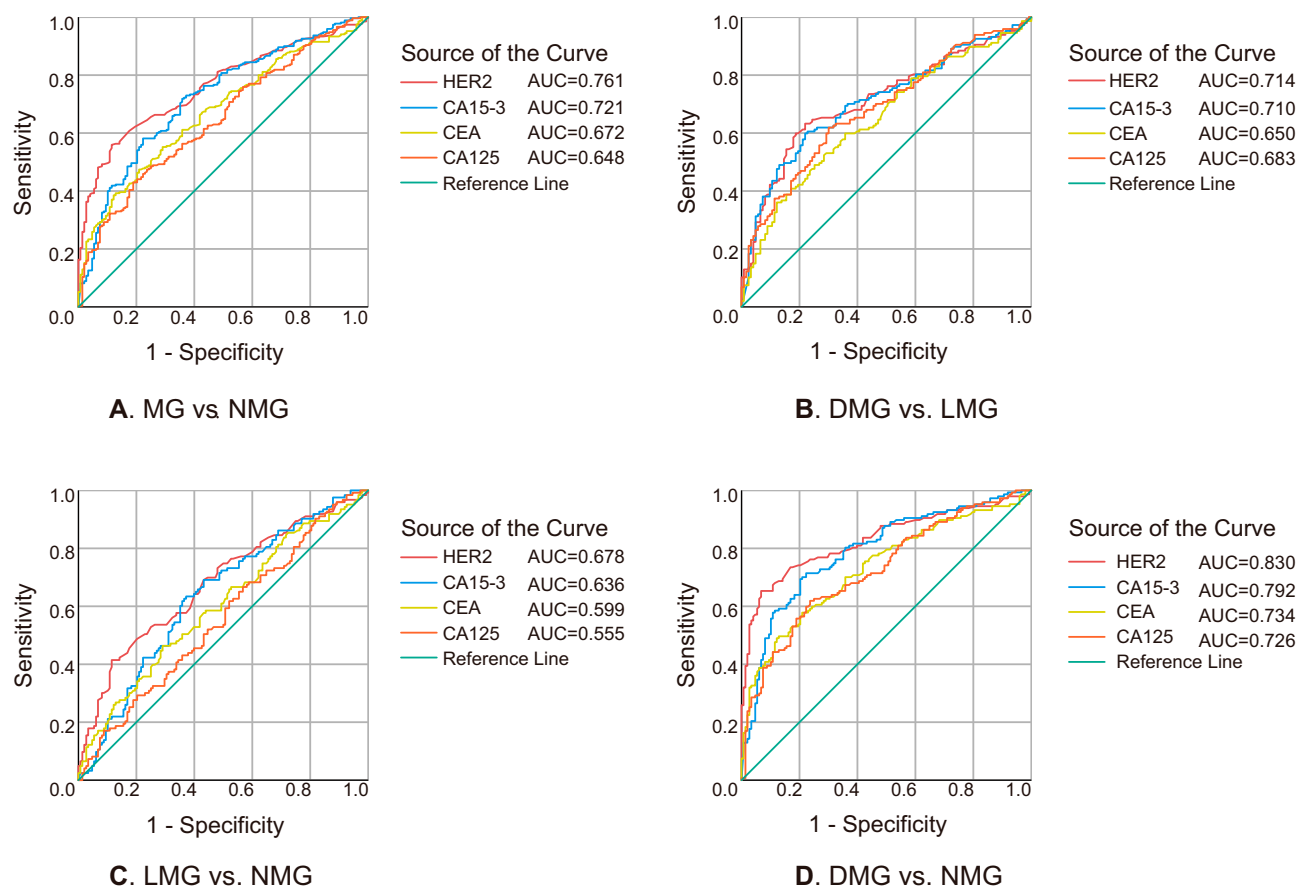 1.0
0.8
0.6
0.4
0.2
0.0
0.2
0.4
0.6
0.8
1.0
Sensitivity
1 - Specificity
Source of the Curve
HER2 AUC=0.761
CA15-3 AUC=0.721
CEA AUC=0.672
CA125 AUC=0.648
Reference Line
A. MG vs. NMG
1.0
0.8
0.6
0.4
0.2
0.0
0.2
0.4
0.6
0.8
1.0
Sensitivity
1 - Specificity
Source of the Curve
HER2 AUC=0.714
CA15-3 AUC=0.710
CEA AUC=0.650
CA125 AUC=0.683
Reference Line
B. DMG vs. LMG
1.0
0.8
0.6
0.4
0.2
0.0
0.2
0.4
0.6
0.8
1.0
Sensitivity
1 - Specificity
Source of the Curve
HER2 AUC=0.678
CA15-3 AUC=0.636
CEA AUC=0.599
CA125 AUC=0.555
Reference Line
C. LMG vs. NMG
1.0
0.8
0.6
0.4
0.2
0.0
0.2
0.4
0.6
0.8
1.0
Sensitivity
1 - Specificity
Source of the Curve
HER2 AUC=0.830
CA15-3 AUC=0.792
CEA AUC=0.734
CA125 AUC=0.726
Reference Line
D. DMG vs. NMG